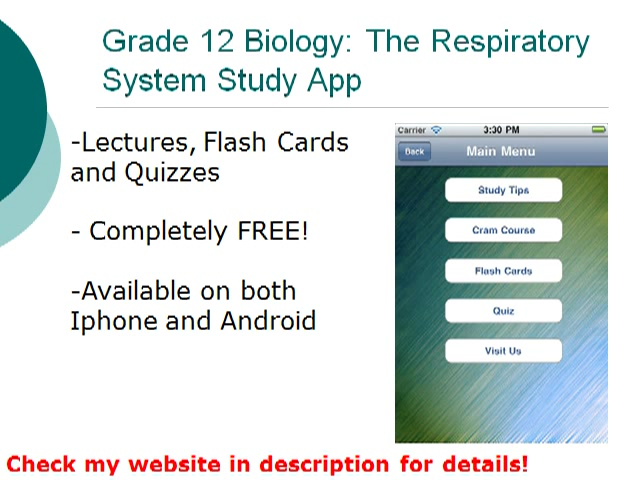 Grade 12 Biology: The Respiratory
System Study App
-Lectures, Flash Cards
and Quizzes
- Completely FREE!
-Available on both
Iphone and Android
Carrier 3:30 PM
Back Main Menu
Study Tips
Cram Course
Flash Cards
Quiz
Visit Us
Check my website in description for details!